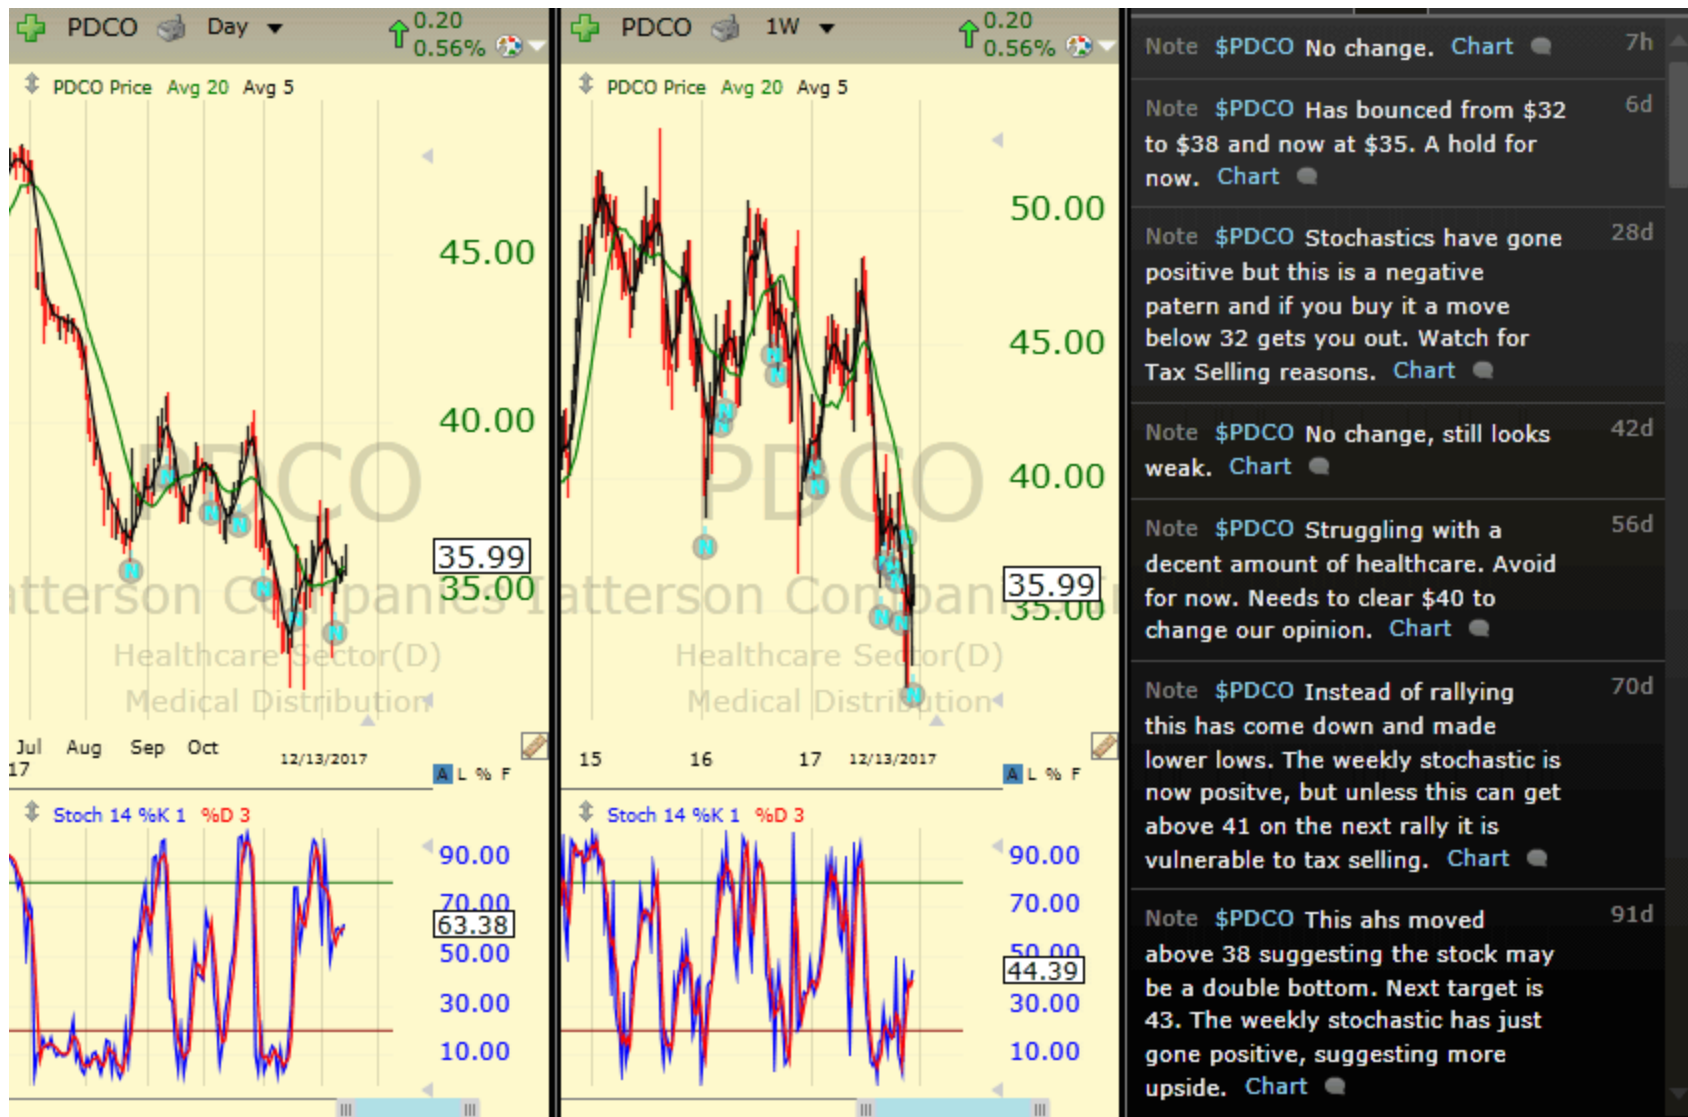 PDCO Day 0.20
0.56%
PDCO Price Avg 20 Avg 5
45.00
40.00
PDCO
35.99
35.00
atterson Companies I
Healthcare Sector(D)
Medical Distribution
Jul Aug Sep Oct
17
12/13/2017
A L % F
Stoch 14 %K 1 %D 3
90.00
70.00
63.38
50.00
30.00
10.00
PDCO 1W 0.20
0.56%
PDCO Price Avg 20 Avg 5
50.00
45.00
40.00
PDCO
35.99
35.00
atterson Companies In
Healthcare Sector(D)
Medical Distribution
15 16 17 12/13/2017
A L % F
Stoch 14 %K 1 %D 3
90.00
70.00
50.00
44.39
30.00
10.00
Note $PDCO No change. Chart 7h
Note $PDCO Has bounced from $32 6d
to $38 and now at $35. A hold for
now. Chart
Note $PDCO Stochastics have gone 28d
positive but this is a negative
patern and if you buy it a move
below 32 gets you out. Watch for
Tax Selling reasons. Chart
Note $PDCO No change, still looks 42d
weak. Chart
Note $PDCO Struggling with a 56d
decent amount of healthcare. Avoid
for now. Needs to clear $40 to
change our opinion. Chart
Note $PDCO Instead of rallying 70d
this has come down and made
lower lows. The weekly stochastic is
now positve, but unless this can get
above 41 on the next rally it is
vulnerable to tax selling. Chart
Note $PDCO This ahs moved 91d
above 38 suggesting the stock may
be a double bottom. Next target is
43. The weekly stochastic has just
gone positive, suggesting more
upside. Chart